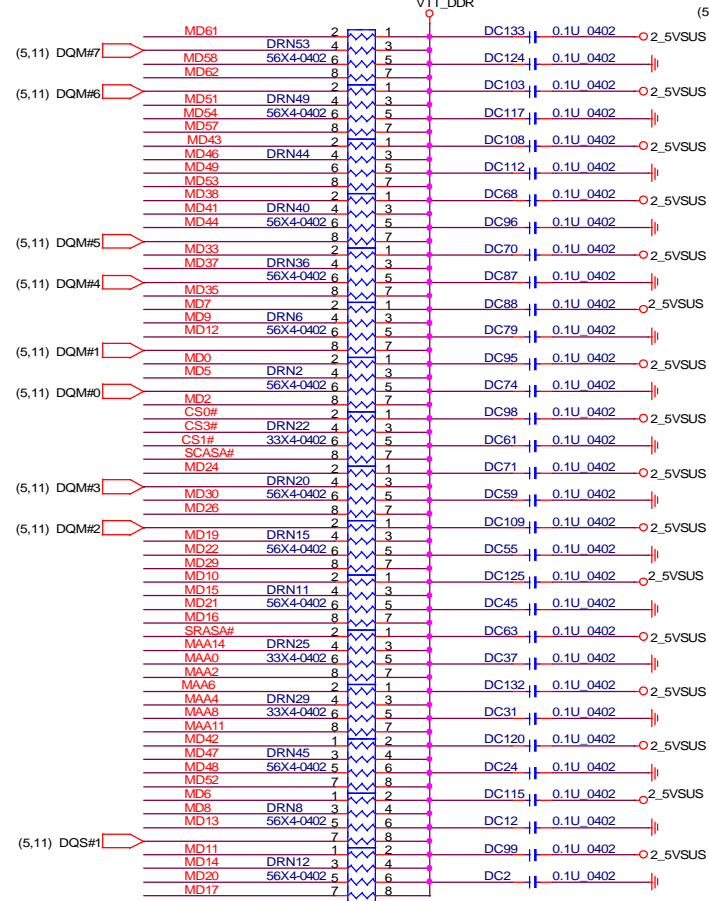 VTT_DDR
(5
MD61 2 1 DC133 0.1U_0402 2_5VSUS
(5,11) DQM#7 DRN53 4 3
MD58 56X4-0402 6 5 DC124 0.1U_0402
MD62 8 7
(5,11) DQM#6 2 1 DC103 0.1U_0402 2_5VSUS
MD51 DRN49 4 3
MD54 56X4-0402 6 5 DC117 0.1U_0402
MD57 8 7
MD43 2 1 DC108 0.1U_0402 2_5VSUS
MD46 DRN44 4 3
MD49 6 5 DC112 0.1U_0402
MD53 8 7
MD38 2 1 DC68 0.1U_0402 2_5VSUS
MD41 DRN40 4 3
MD44 56X4-0402 6 5 DC96 0.1U_0402
(5,11) DQM#5 8 7
MD33 2 1 DC70 0.1U_0402 2_5VSUS
MD37 DRN36 4 3
(5,11) DQM#4 56X4-0402 6 5 DC87 0.1U_0402
MD35 8 7
MD7 2 1 DC88 0.1U_0402 2_5VSUS
MD9 DRN6 4 3
MD12 56X4-0402 6 5 DC79 0.1U_0402
(5,11) DQM#1 8 7
MD0 2 1 DC95 0.1U_0402 2_5VSUS
MD5 DRN2 4 3
(5,11) DQM#0 56X4-0402 6 5 DC74 0.1U_0402
MD2 8 7
CS0# 2 1 DC98 0.1U_0402 2_5VSUS
CS3# DRN22 4 3
CS1# 33X4-0402 6 5 DC61 0.1U_0402
SCASA# 8 7
MD24 2 1 DC71 0.1U_0402 2_5VSUS
(5,11) DQM#3 DRN20 4 3
MD30 56X4-0402 6 5 DC59 0.1U_0402
MD26 8 7
(5,11) DQM#2 2 1 DC109 0.1U_0402 2_5VSUS
MD19 DRN15 4 3
MD22 56X4-0402 6 5 DC55 0.1U_0402
MD29 8 7
MD10 2 1 DC125 0.1U_0402 2_5VSUS
MD15 DRN11 4 3
MD21 56X4-0402 6 5 DC45 0.1U_0402
MD16 8 7
SRASA# 2 1 DC63 0.1U_0402 2_5VSUS
MAA14 DRN25 4 3
MAA0 33X4-0402 6 5 DC37 0.1U_0402
MAA2 8 7
MAA6 2 1 DC132 0.1U_0402 2_5VSUS
MAA4 DRN29 4 3
MAA8 33X4-0402 6 5 DC31 0.1U_0402
MAA11 8 7
MD42 1 2 DC120 0.1U_0402 2_5VSUS
MD47 DRN45 3 4
MD48 56X4-0402 5 6 DC24 0.1U_0402
MD52 7 8
MD6 1 2 DC115 0.1U_0402 2_5VSUS
MD8 DRN8 3 4
MD13 56X4-0402 5 6 DC12 0.1U_0402
(5,11) DQS#1 7 8
MD11 1 2 DC99 0.1U_0402 2_5VSUS
MD14 DRN12 3 4
MD20 56X4-0402 5 6 DC2 0.1U_0402
MD17 7 8